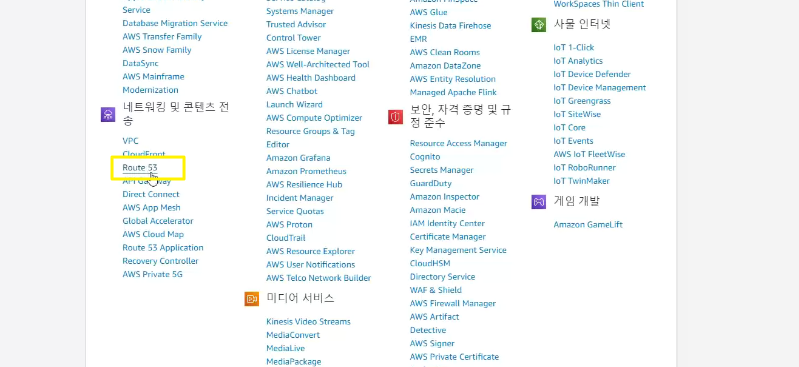 Service
Database Migration Service
AWS Transfer Family
AWS Snow Family
DataSync
AWS Mainframe
Modernization
네트워킹 및 콘텐츠 전
송
VPC
CloudFront
Route 53
API Gateway
Direct Connect
AWS App Mesh
Global Accelerator
AWS Cloud Map
Route 53 Application
Recovery Controller
AWS Private 5G
Systems Manager
Trusted Advisor
Control Tower
AWS License Manager
AWS Well-Architected Tool
AWS Health Dashboard
AWS Chatbot
Launch Wizard
AWS Compute Optimizer
Resource Groups & Tag
Editor
Amazon Grafana
Amazon Prometheus
AWS Resilience Hub
Incident Manager
Service Quotas
AWS Proton
CloudTrail
AWS Resource Explorer
AWS User Notifications
AWS Telco Network Builder
미디어 서비스
Kinesis Video Streams
MediaConvert
MediaLive
MediaPackage
AWS Glue
Kinesis Data Firehose
EMR
AWS Clean Rooms
Amazon DataZone
AWS Entity Resolution
Managed Apache Flink
보안, 자격 증명 및 규
정 준수
Resource Access Manager
Cognito
Secrets Manager
GuardDuty
Amazon Inspector
Amazon Macie
IAM Identity Center
Certificate Manager
Key Management Service
CloudHSM
Directory Service
WAF & Shield
AWS Firewall Manager
AWS Artifact
Detective
AWS Signer
AWS Private Certificate
WorkSpaces Thin Client
사물 인터넷
IoT 1-Click
IoT Analytics
IoT Device Defender
IoT Device Management
IoT Greengrass
IoT SiteWise
IoT Core
IoT Events
AWS IoT FleetWise
IoT RoboRunner
IoT TwinMaker
게임 개발
Amazon GameLift